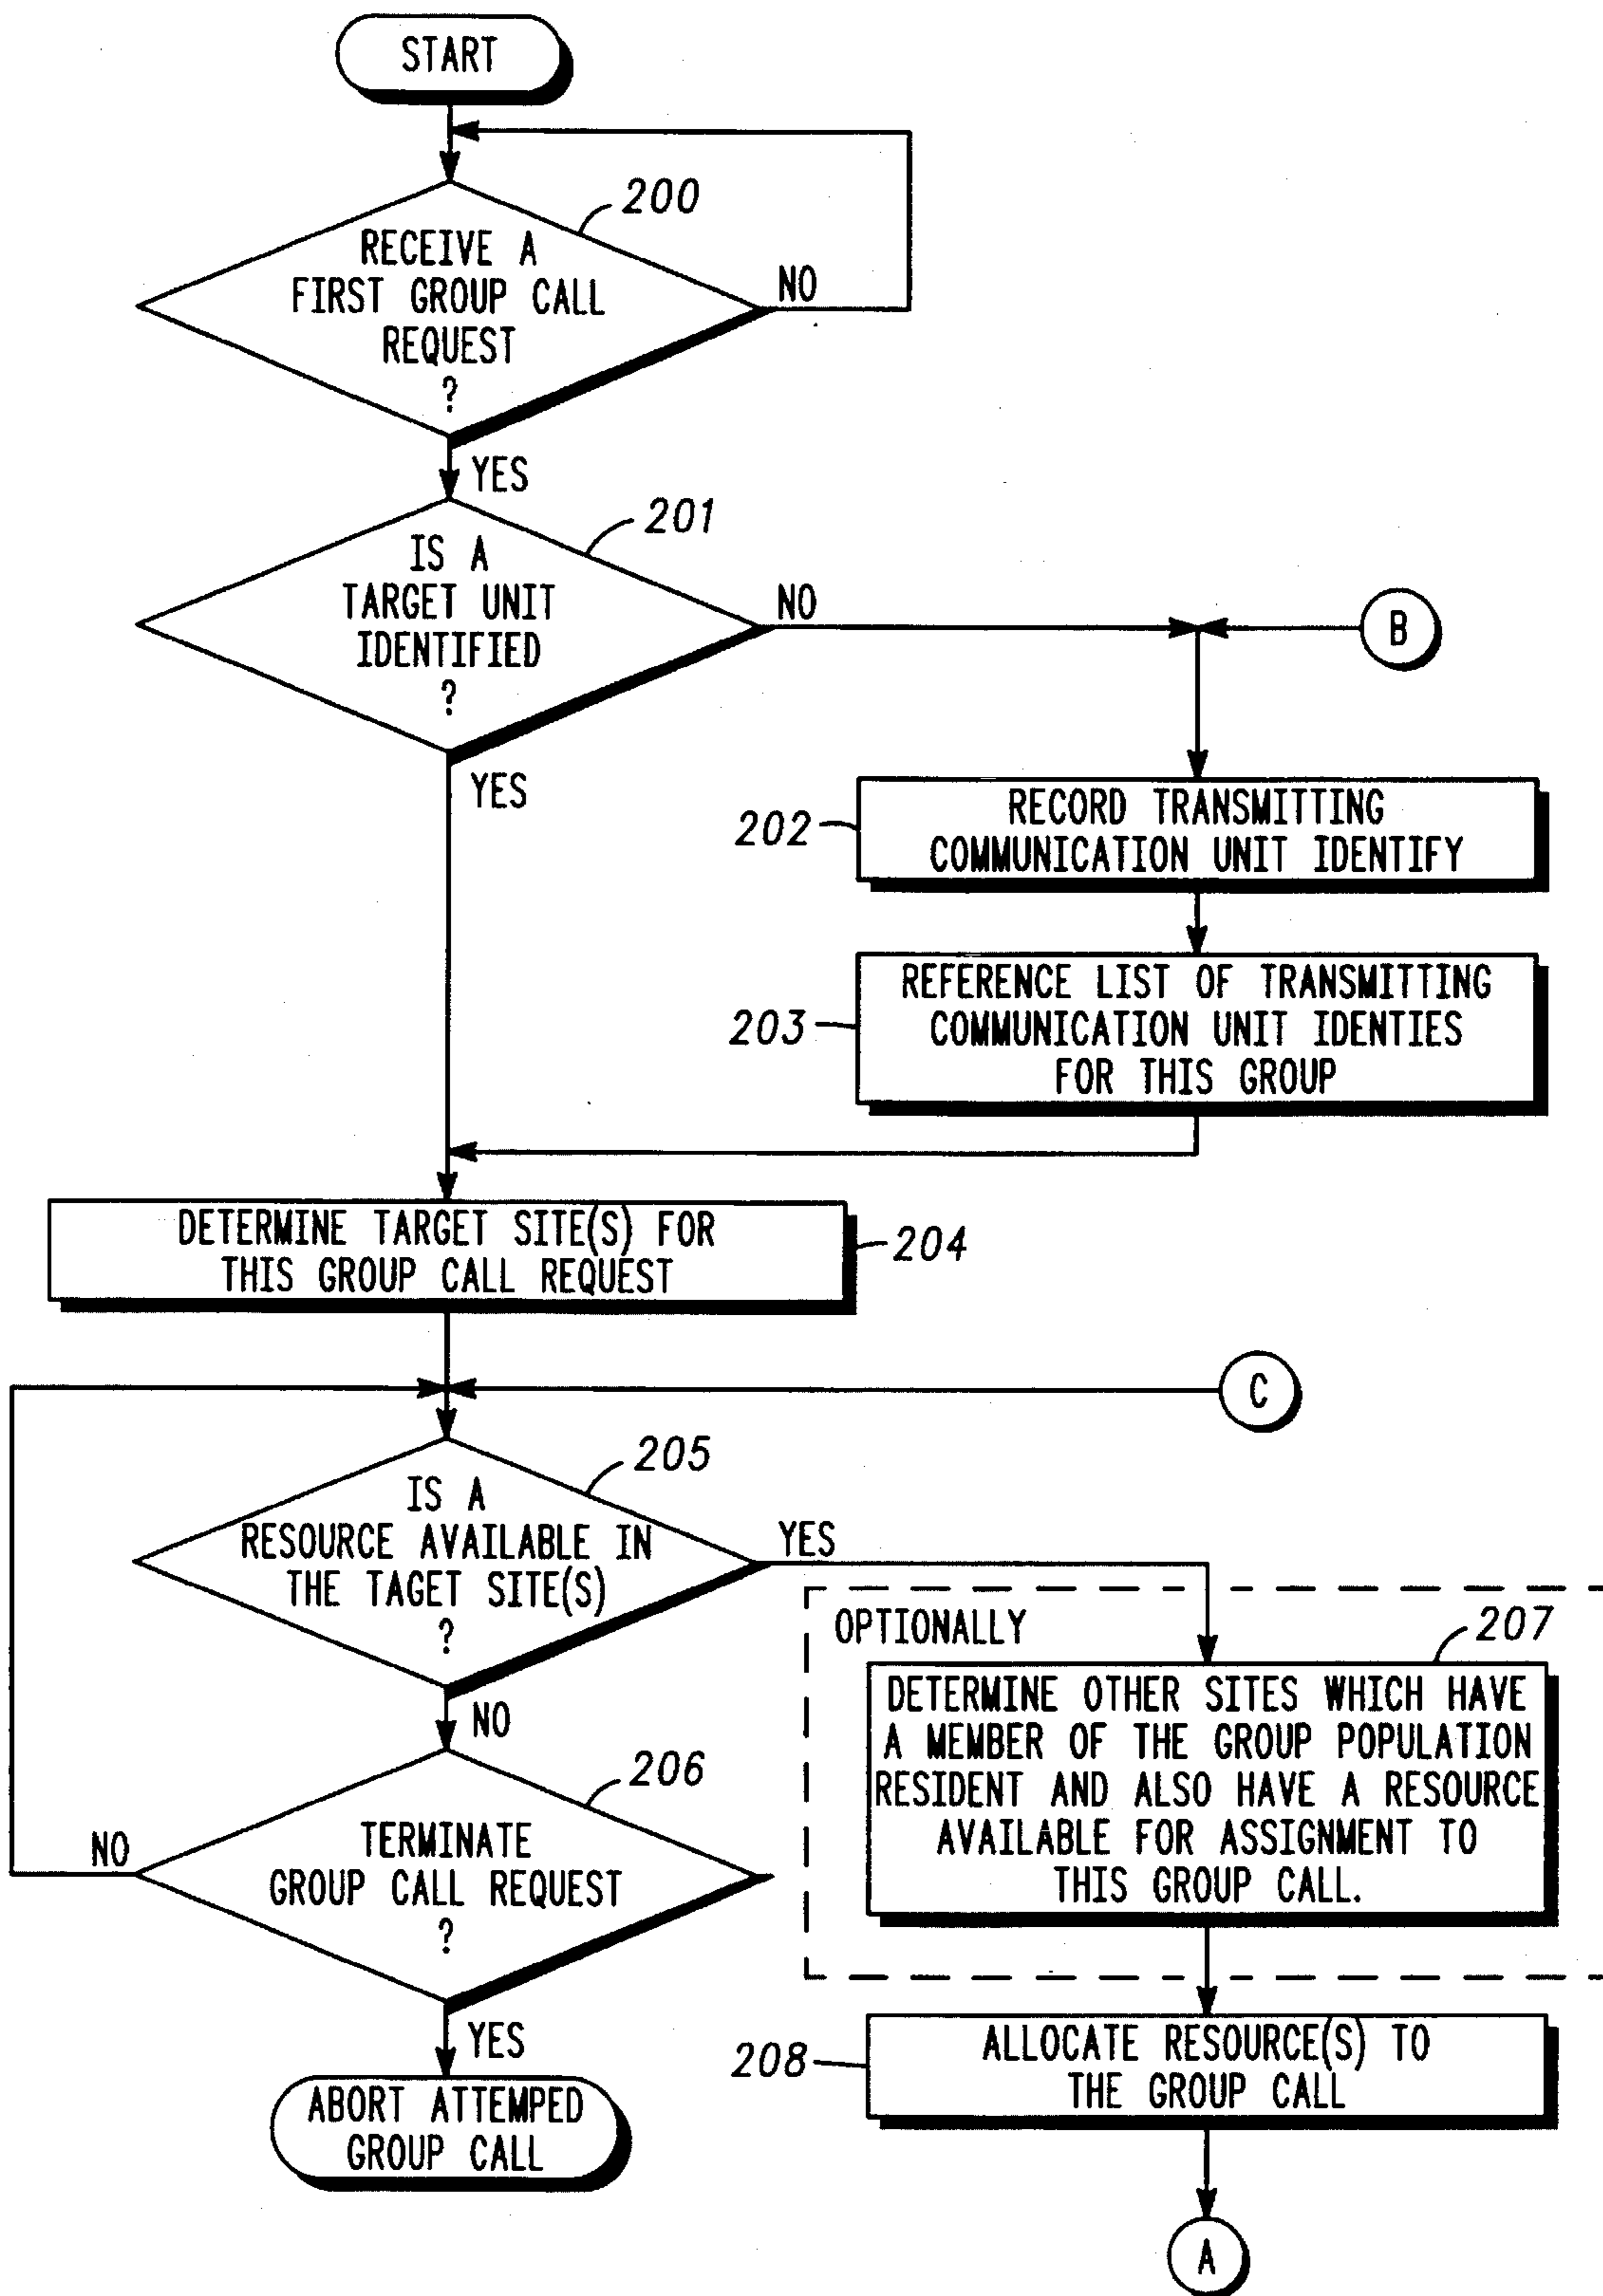 START
200
RECEIVE A
FIRST GROUP CALL
REQUEST
?
NO
YES
201
IS A
TARGET UNIT
IDENTIFIED
?
NO
B
YES
202
RECORD TRANSMITTING
COMMUNICATION UNIT IDENTIFY
203
REFERENCE LIST OF TRANSMITTING
COMMUNICATION UNIT IDENTIES
FOR THIS GROUP
DETERMINE TARGET SITE(S) FOR
THIS GROUP CALL REQUEST
204
C
205
IS A
RESOURCE AVAILABLE IN
THE TAGET SITE(S)
?
YES
NO
OPTIONALLY
207
DETERMINE OTHER SITES WHICH HAVE
A MEMBER OF THE GROUP POPULATION
RESIDENT AND ALSO HAVE A RESOURCE
AVAILABLE FOR ASSIGNMENT TO
THIS GROUP CALL.
206
TERMINATE
GROUP CALL REQUEST
?
NO
YES
ABORT ATTEMPED
GROUP CALL
208
ALLOCATE RESOURCE(S) TO
THE GROUP CALL
A